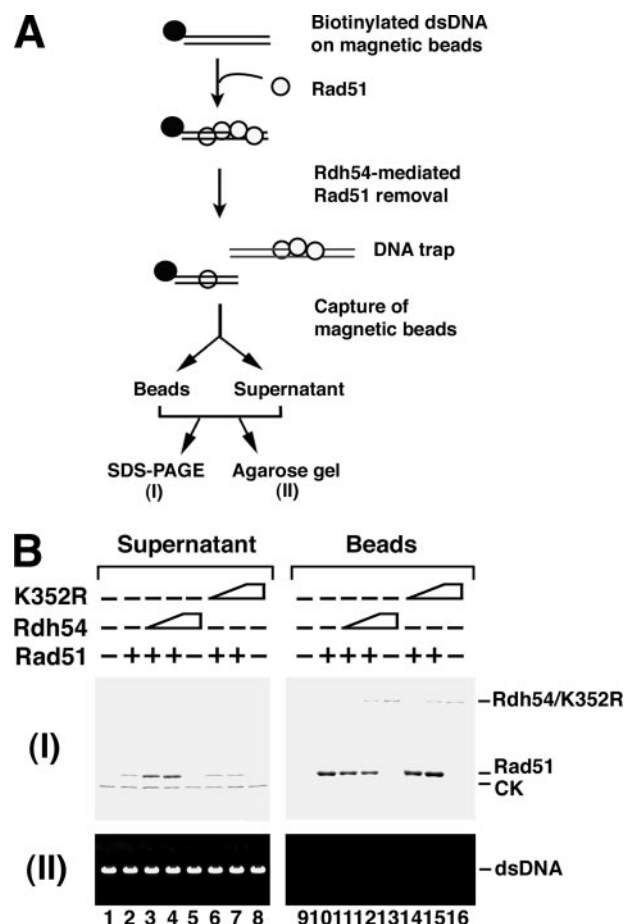 A
Biotinylated dsDNA
on magnetic beads
Rad51
Rdh54-mediated
Rad51 removal
DNA trap
Capture of
magnetic beads
Beads Supernatant
SDS-PAGE Agarose gel
(I) (II)
B
Supernatant Beads
K352R – – – – – – – – – –
Rdh54 – – – – – – – – – –
Rad51 – + + + – + + – – + + + – + + –
(I)
Rdh54/K352R
Rad51
CK
(II)
dsDNA
1 2 3 4 5 6 7 8 9 10 11 12 13 14 15 16